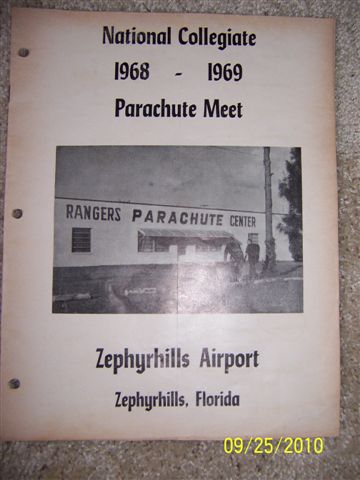 National Collegiate
1968 - 1969
Parachute Meet
RANGERS PARACHUTE CENTER
Zephyrhills Airport
Zephyrhills, Florida
09/25/2010